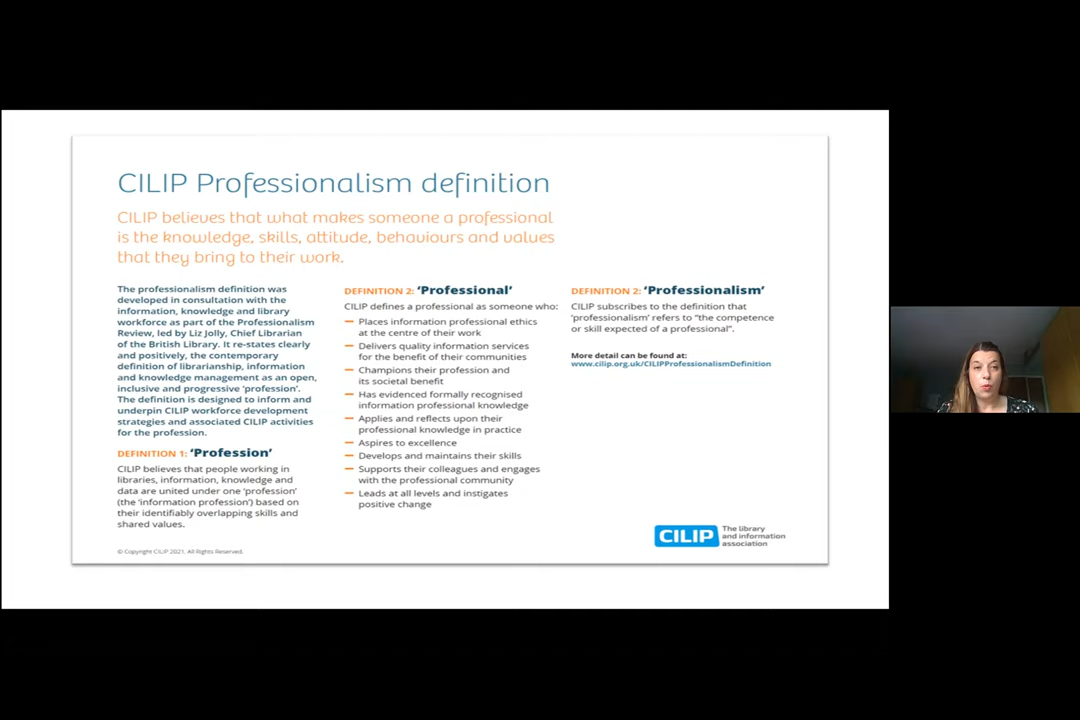 CILIP Professionalism definition
CILIP believes that what makes someone a professional
is the knowledge, skills, attitude, behaviours and values
that they bring to their work.
The professionalism definition was
developed in consultation with the
information, knowledge and library
workforce as part of the Professionalism
Review, led by Liz Jolly, Chief Librarian
of the British Library. It re-states clearly
and positively, the contemporary
definition of librarianship, information
and knowledge management as an open,
inclusive and progressive ‘profession’.
The definition is designed to inform and
underpin CILIP workforce development
strategies and associated CILIP activities
for the profession.
DEFINITION 1: ‘Profession’
CILIP believes that people working in
libraries, information, knowledge and
data are united under one ‘profession’
(the ‘information profession’) based on
their identifiably overlapping skills and
shared values.
© Copyright CILIP 2021. All Rights Reserved.
DEFINITION 2: ‘Professional’
CILIP defines a professional as someone who:
— Places information professional ethics
at the centre of their work
— Delivers quality information services
for the benefit of their communities
— Champions their profession and
its societal benefit
— Has evidenced formally recognised
information professional knowledge
— Applies and reflects upon their
professional knowledge in practice
— Aspires to excellence
— Develops and maintains their skills
— Supports their colleagues and engages
with the professional community
— Leads at all levels and instigates
positive change
DEFINITION 2: ‘Professionalism’
CILIP subscribes to the definition that
‘professionalism’ refers to “the competence
or skill expected of a professional”.
More detail can be found at:
www.cilip.org.uk/CILIPProfessionalismDefinition
CILIP
The library
and information
association